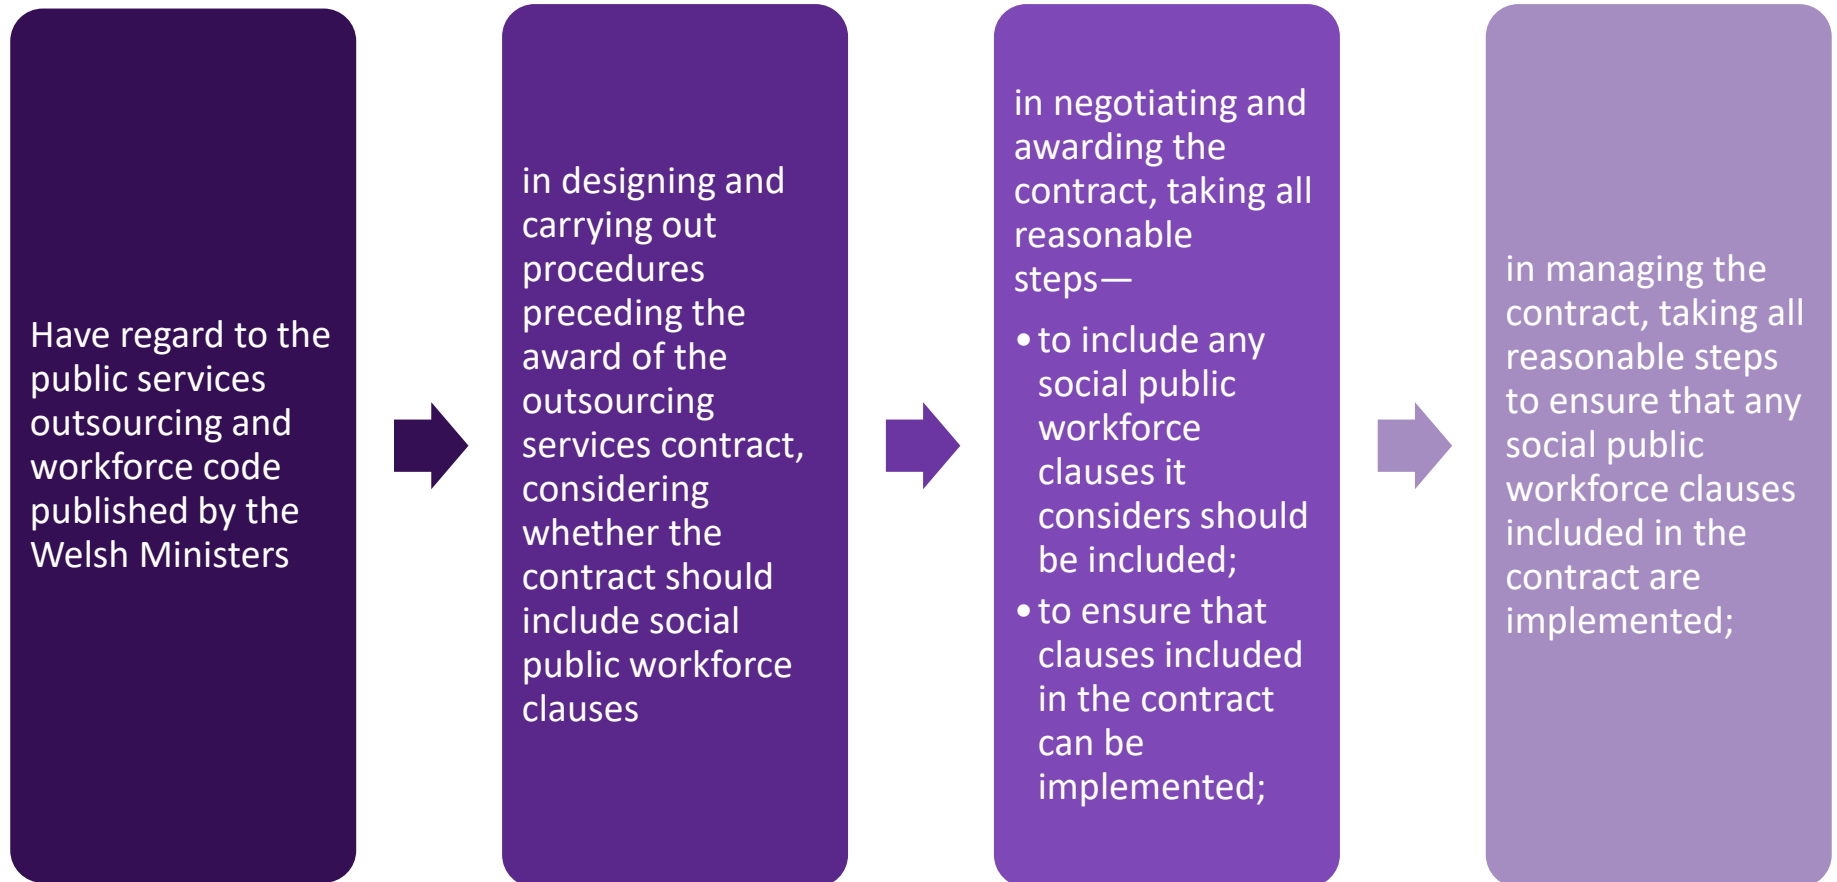 Have regard to the
public services
outsourcing and
workforce code
published by the
Welsh Ministers
in designing and
carrying out
procedures
preceding the
award of the
outsourcing
services contract,
considering
whether the
contract should
include social
public workforce
clauses
in negotiating and
awarding the
contract, taking all
reasonable
steps—
• to include any
social public
workforce
clauses it
considers should
be included;
• to ensure that
clauses included
in the contract
can be
implemented;
in managing the
contract, taking all
reasonable steps
to ensure that any
social public
workforce clauses
included in the
contract are
implemented;